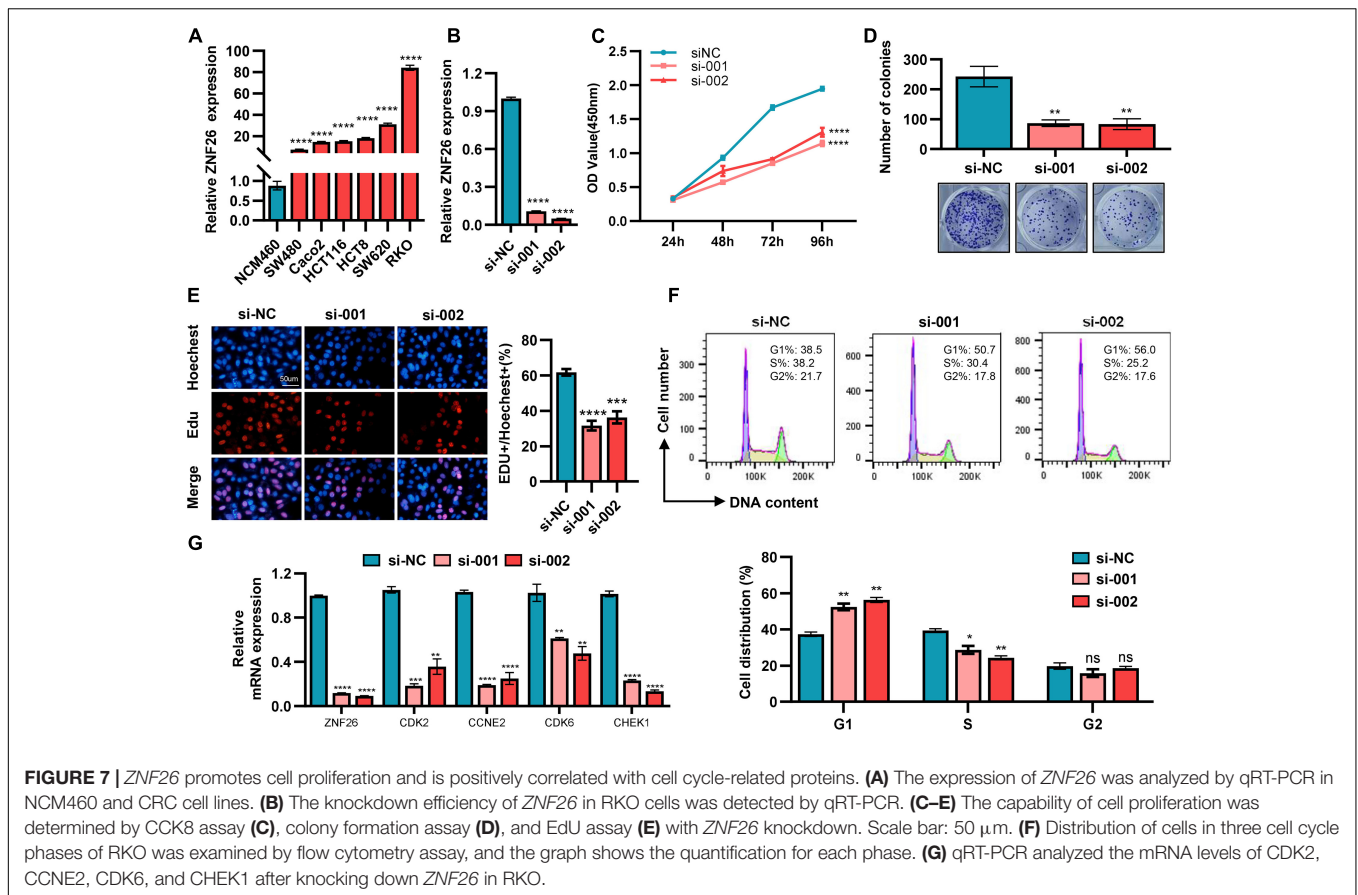 A
Relative ZNF26 expression
100
80
60
40
20
1.0
0.5
0.0
****
****
****
****
****
****
NCM460
SW480
Caco2
HCT116
HCT8
SW620
RKO
B
Relative ZNF26 expression
1.2
0.9
0.6
0.3
0.0
****
****
si-NC
si-001
si-002
C
siNC
si-001
si-002
OD Value(450nm)
2.5
2.0
1.5
1.0
0.5
0.0
****
****
24h
48h
72h
96h
D
Number of colonies
300
200
100
0
**
**
si-NC
si-001
si-002
E
si-NC
si-001
si-002
Hoechest
50um
Edu
Merge
EDU+/Hoechest+(%)
80
60
40
20
0
****
***
si-NC
si-001
si-002
F
si-NC
si-001
si-002
Cell number
G1%: 38.5
S%: 38.2
G2%: 21.7
300
200
100
0
0
100K
200K
G1%: 50.7
S%: 30.4
G2%: 17.8
600
400
200
0
0
100K
200K
G1%: 56.0
S%: 25.2
G2%: 17.6
800
600
400
200
0
0
100K
200K
DNA content
G
si-NC
si-001
si-002
Relative
mRNA expression
1.2
0.8
0.4
0.0
****
****
***
**
****
****
**
**
****
****
ZNF26
CDK2
CCNE2
CDK6
CHEK1
Cell distribution (%)
80
60
40
20
0
**
**
*
**
ns
ns
G1
S
G2
si-NC
si-001
si-002
FIGURE 7 | ZNF26 promotes cell proliferation and is positively correlated with cell cycle-related proteins. (A) The expression of ZNF26 was analyzed by qRT-PCR in
NCM460 and CRC cell lines. (B) The knockdown efficiency of ZNF26 in RKO cells was detected by qRT-PCR. (C–E) The capability of cell proliferation was
determined by CCK8 assay (C), colony formation assay (D), and EdU assay (E) with ZNF26 knockdown. Scale bar: 50 μm. (F) Distribution of cells in three cell cycle
phases of RKO was examined by flow cytometry assay, and the graph shows the quantification for each phase. (G) qRT-PCR analyzed the mRNA levels of CDK2,
CCNE2, CDK6, and CHEK1 after knocking down ZNF26 in RKO.